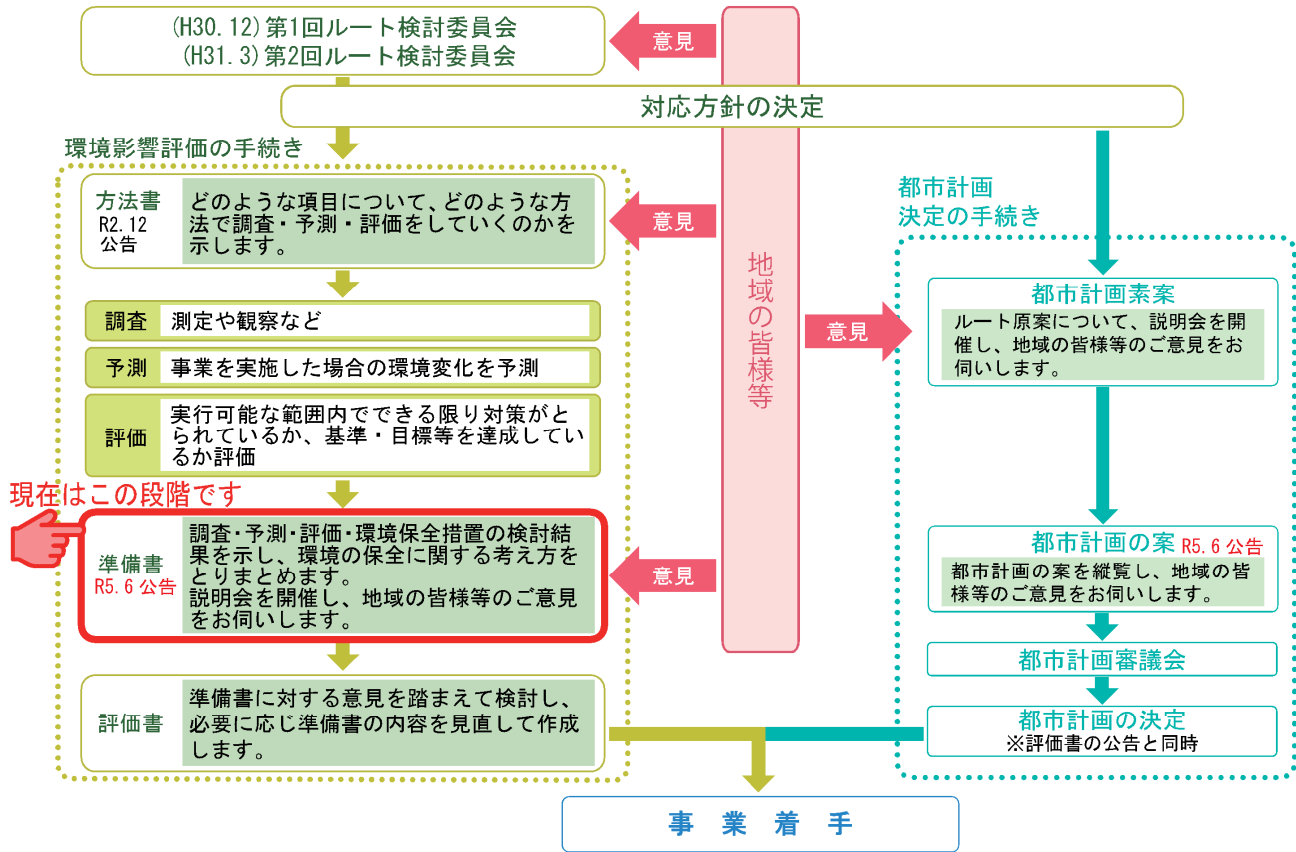 (H30.12)第1回ルート検討委員会
(H31.3)第2回ルート検討委員会
意見
対応方針の決定
環境影響評価の手続き
方法書
R2.12
公告
どのような項目について、どのような方
法で調査・予測・評価をしていくのかを
示します。
意見
調査
測定や観察など
予測
事業を実施した場合の環境変化を予測
評価
実行可能な範囲内でできる限り対策がと
られているか、基準・目標等を達成してい
るか評価
現在はこの段階です
準備書
R5.6 公告
調査・予測・評価・環境保全措置の検討結
果を示し、環境の保全に関する考え方を
とりまとめます。
説明会を開催し、地域の皆様等のご意見
をお伺いします。
意見
評価書
準備書に対する意見を踏まえて検討し、
必要に応じ準備書の内容を見直して作成
します。
地域の皆様等
意見
都市計画
決定の手続き
都市計画素案
ルート原案について、説明会を開
催し、地域の皆様等のご意見をお
伺いします。
都市計画の案 R5.6 公告
都市計画の案を縦覧し、地域の皆
様等のご意見をお伺いします。
都市計画審議会
都市計画の決定
※評価書の公告と同時
事業着手